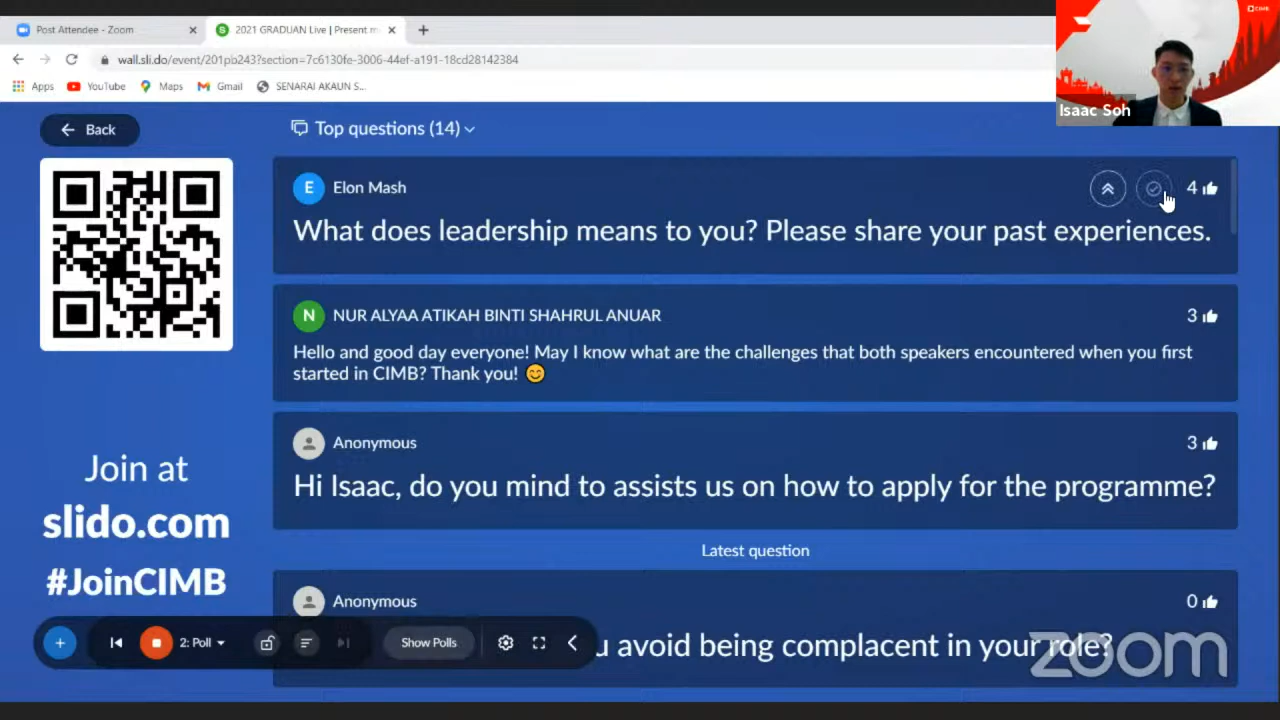 Post Attendee - Zoom
2021 GRADUAN Live | Present m
wall.sli.do/event/201pb243?section=7c6130fe-3006-44ef-a191-18cd28142384
Apps YouTube Maps Gmail SENARAI AKAUN S...
CIMB
Isaac Soh
Back
Top questions (14)
E Elon Mash 4
What does leadership means to you? Please share your past experiences.
N NUR ALYAA ATIKAH BINTI SHAHRUL ANUAR 3
Hello and good day everyone! May I know what are the challenges that both speakers encountered when you first
started in CIMB? Thank you! 😊
Anonymous 3
Hi Isaac, do you mind to assists us on how to apply for the programme?
Join at
slido.com
#JoinCIMB
Latest question
Anonymous 0
u avoid being complacent in your role?
2: Poll Show Polls
zoom